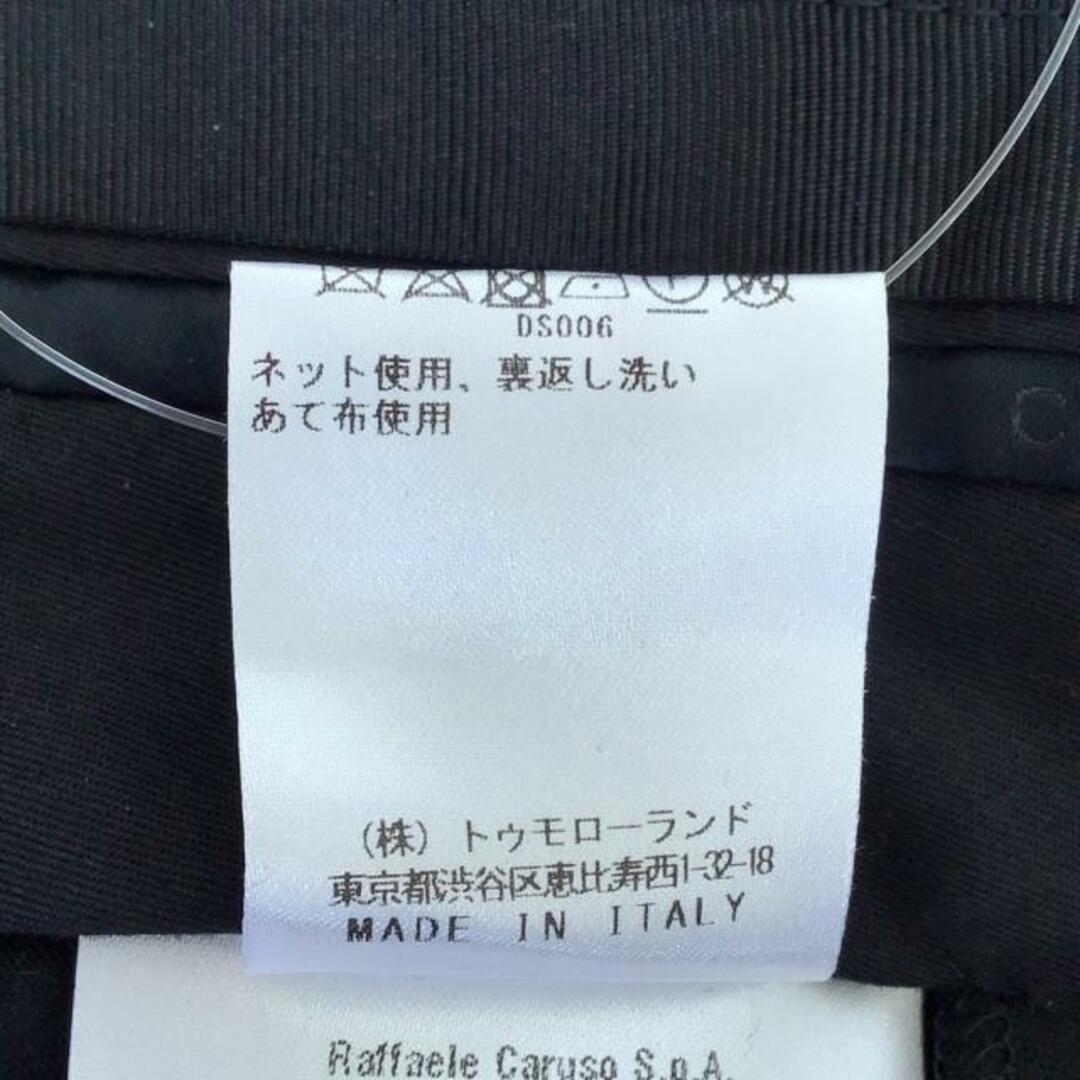 DS006
ネット使用、裏返し洗い
あて布使用
(株)トゥモローランド
東京都渋谷区恵比寿西1-32-18
MADE IN ITALY
Raffaele Caruso S.p.A.
C